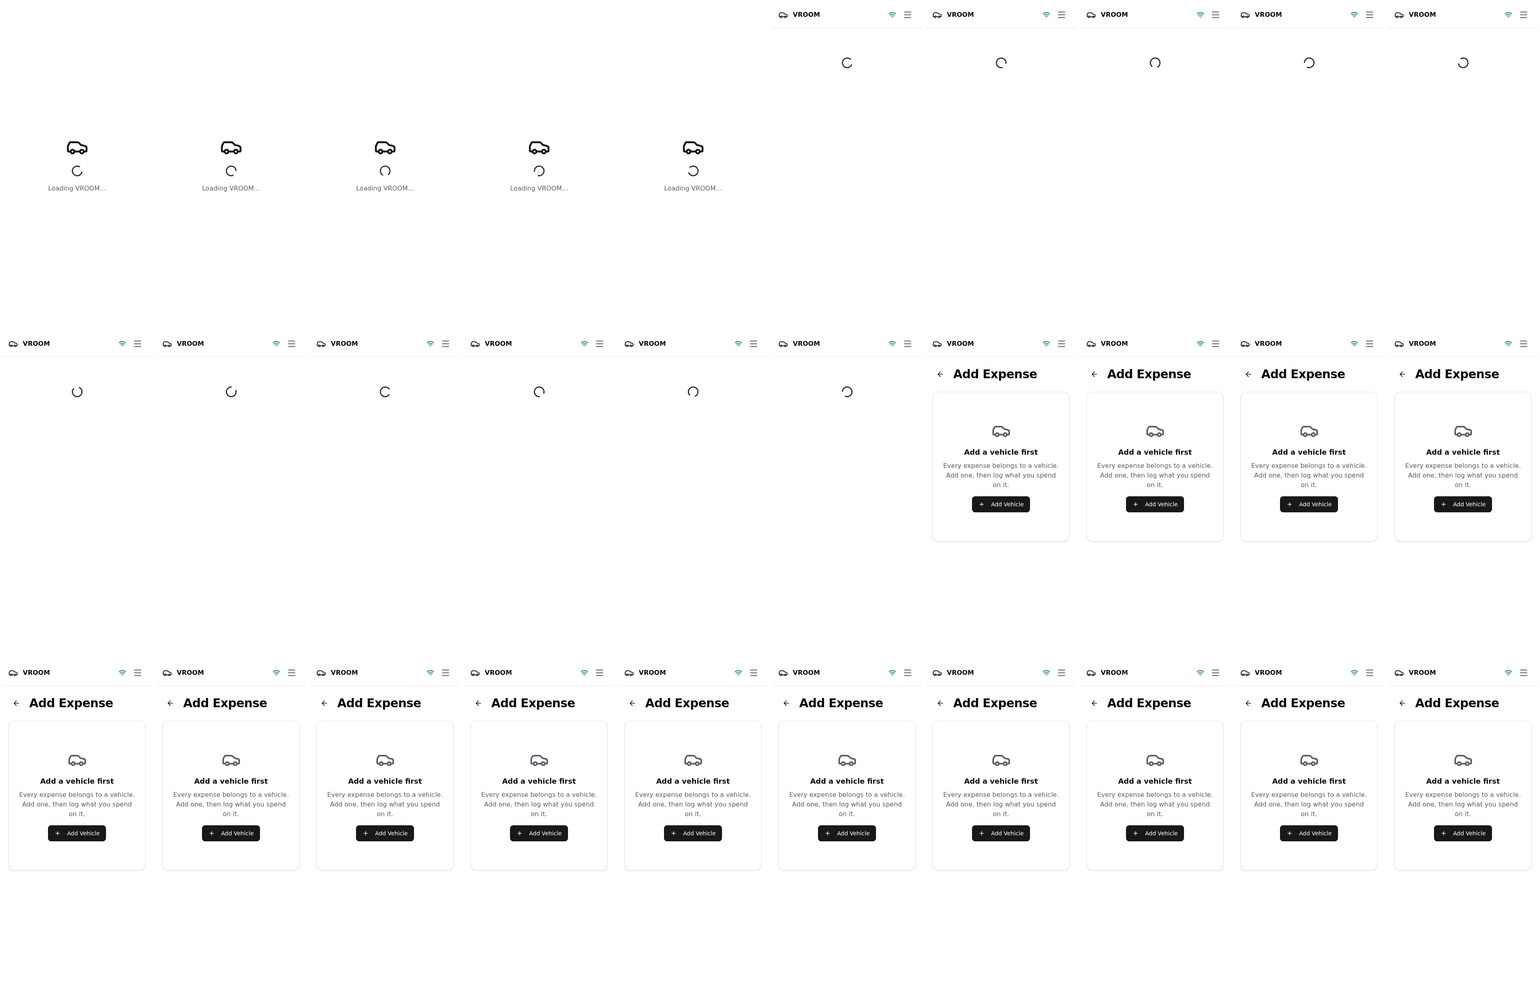 VROOM
VROOM
VROOM
VROOM
VROOM
Loading VROOM...
Loading VROOM...
Loading VROOM...
Loading VROOM...
Loading VROOM...
VROOM
VROOM
VROOM
VROOM
VROOM
VROOM
VROOM
VROOM
VROOM
VROOM
Add Expense
Add a vehicle first
Every expense belongs to a vehicle.
Add one, then log what you spend
on it.
+ Add Vehicle
Add Expense
Add a vehicle first
Every expense belongs to a vehicle.
Add one, then log what you spend
on it.
+ Add Vehicle
Add Expense
Add a vehicle first
Every expense belongs to a vehicle.
Add one, then log what you spend
on it.
+ Add Vehicle
Add Expense
Add a vehicle first
Every expense belongs to a vehicle.
Add one, then log what you spend
on it.
+ Add Vehicle
VROOM
Add Expense
Add a vehicle first
Every expense belongs to a vehicle.
Add one, then log what you spend
on it.
+ Add Vehicle
VROOM
Add Expense
Add a vehicle first
Every expense belongs to a vehicle.
Add one, then log what you spend
on it.
+ Add Vehicle
VROOM
Add Expense
Add a vehicle first
Every expense belongs to a vehicle.
Add one, then log what you spend
on it.
+ Add Vehicle
VROOM
Add Expense
Add a vehicle first
Every expense belongs to a vehicle.
Add one, then log what you spend
on it.
+ Add Vehicle
VROOM
Add Expense
Add a vehicle first
Every expense belongs to a vehicle.
Add one, then log what you spend
on it.
+ Add Vehicle
VROOM
Add Expense
Add a vehicle first
Every expense belongs to a vehicle.
Add one, then log what you spend
on it.
+ Add Vehicle
VROOM
Add Expense
Add a vehicle first
Every expense belongs to a vehicle.
Add one, then log what you spend
on it.
+ Add Vehicle
VROOM
Add Expense
Add a vehicle first
Every expense belongs to a vehicle.
Add one, then log what you spend
on it.
+ Add Vehicle
VROOM
Add Expense
Add a vehicle first
Every expense belongs to a vehicle.
Add one, then log what you spend
on it.
+ Add Vehicle
VROOM
Add Expense
Add a vehicle first
Every expense belongs to a vehicle.
Add one, then log what you spend
on it.
+ Add Vehicle